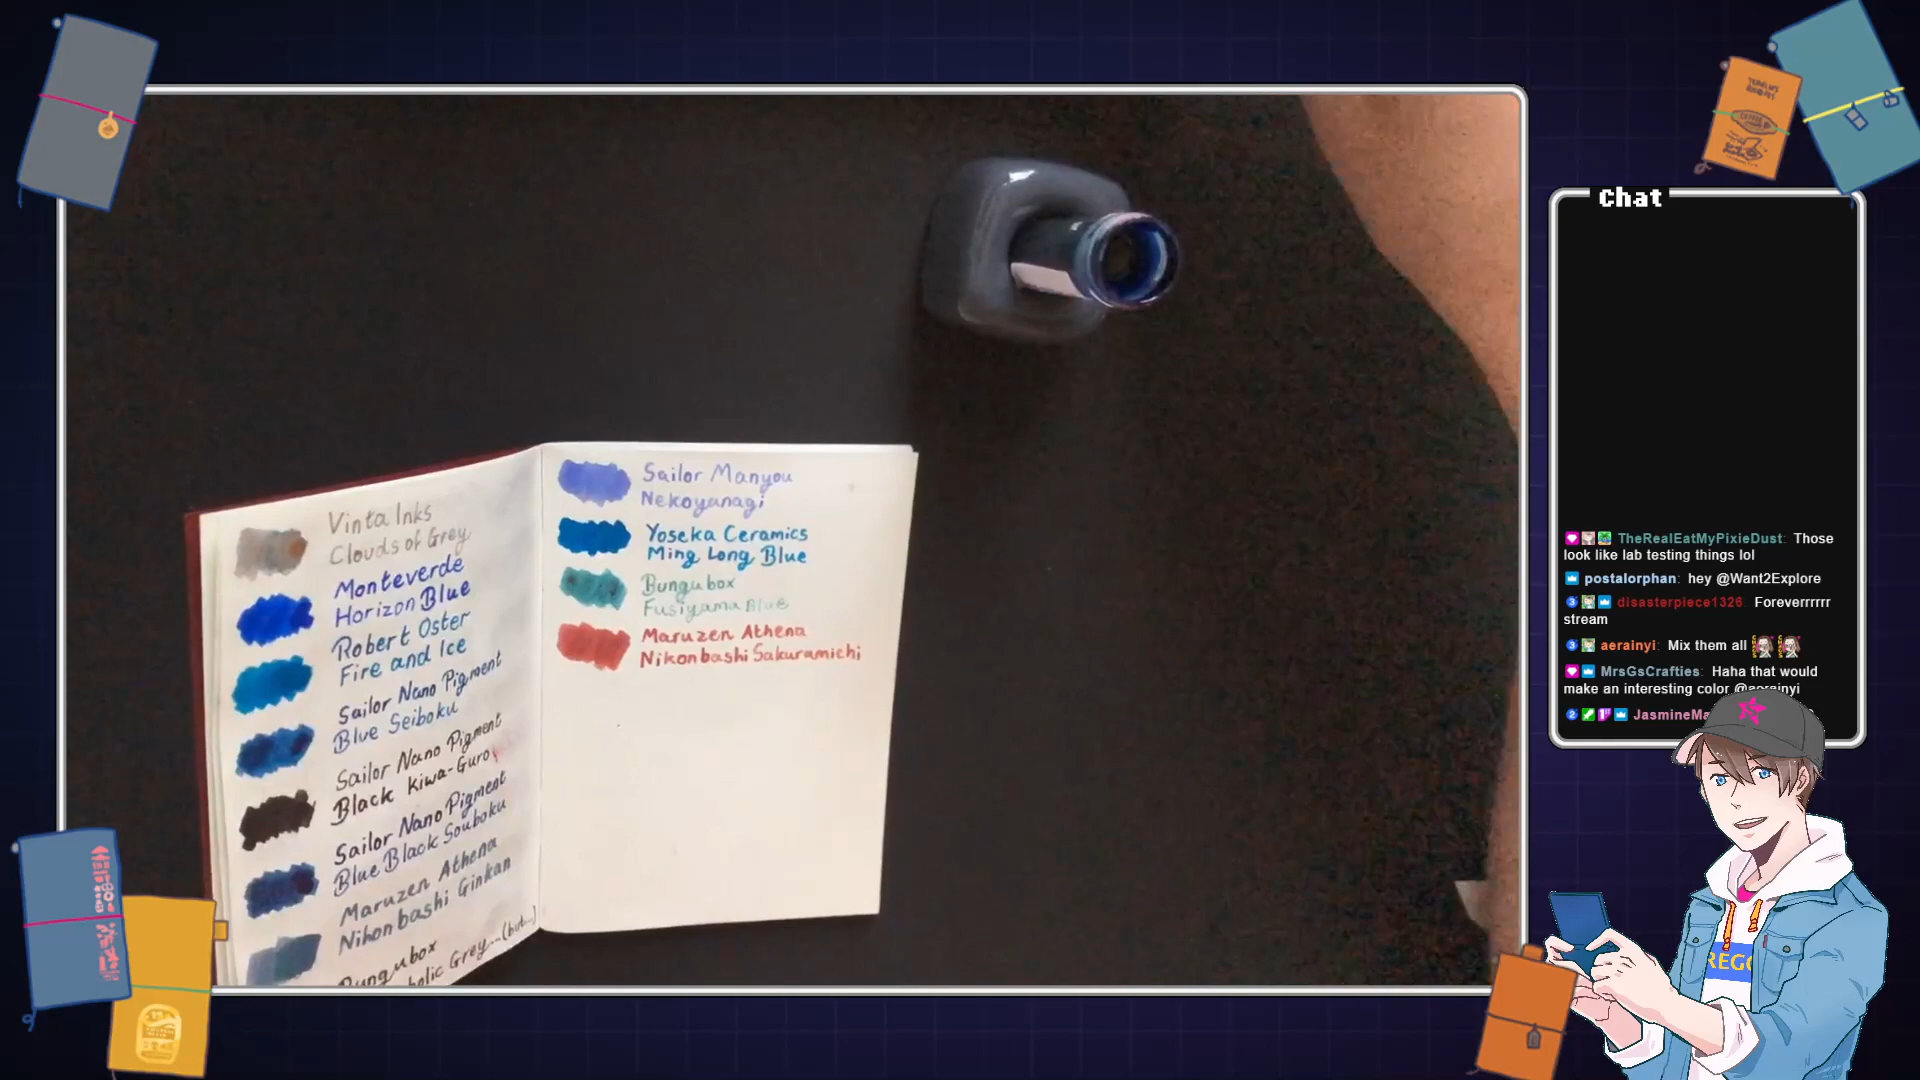 Vinta Inks
Clouds of Grey
Monteverde
Horizon Blue
Robert Oster
Fire and Ice
Sailor Nano Pigment
Blue Seiboku
Sailor Nano Pigment
Black Kiwa-Guro
Sailor Nano Pigment
Blue Black Souboku
Maruzen Athena
Nihonbashi Ginkan
Bungubox
Grey...(but...)
Sailor Manyou
Nekoyanagi
Yoseka Ceramics
Ming Long Blue
Bungubox
Fusiyama Blue
Maruzen Athena
Nikonbashi Sakuramichi
chat
TheRealEatMyPixieDust: Those
look like lab testing things lol
postalorphan: hey @Want2Explore
disasterpiece1326: Foreverrrrrr
stream
aerainyi: Mix them all
MrsGsCrafties: Haha that would
make an interesting color @aerainyi